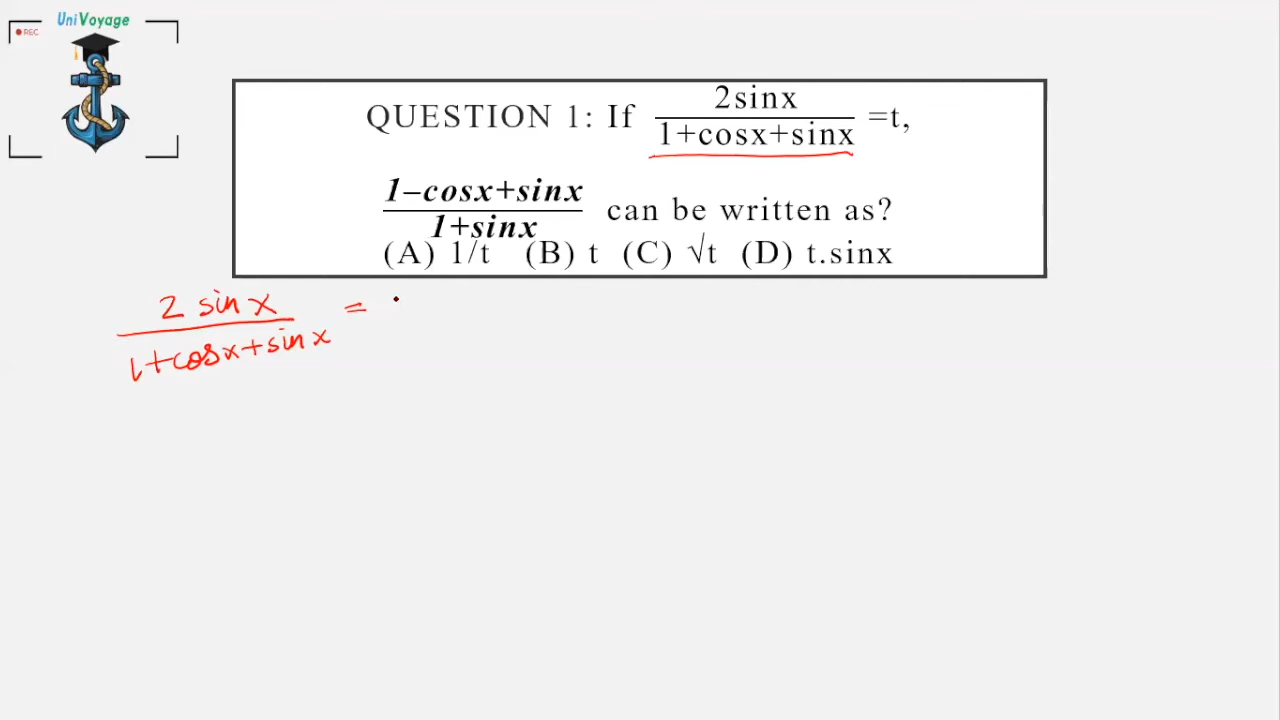 UniVoyage
REC
QUESTION 1: If 2sinx / 1+cosx+sinx =t,
1–cosx+sinx / 1+sinx can be written as?
(A) 1/t (B) t (C) √t (D) t.sinx
2 sin x / 1+cosx+sin x =